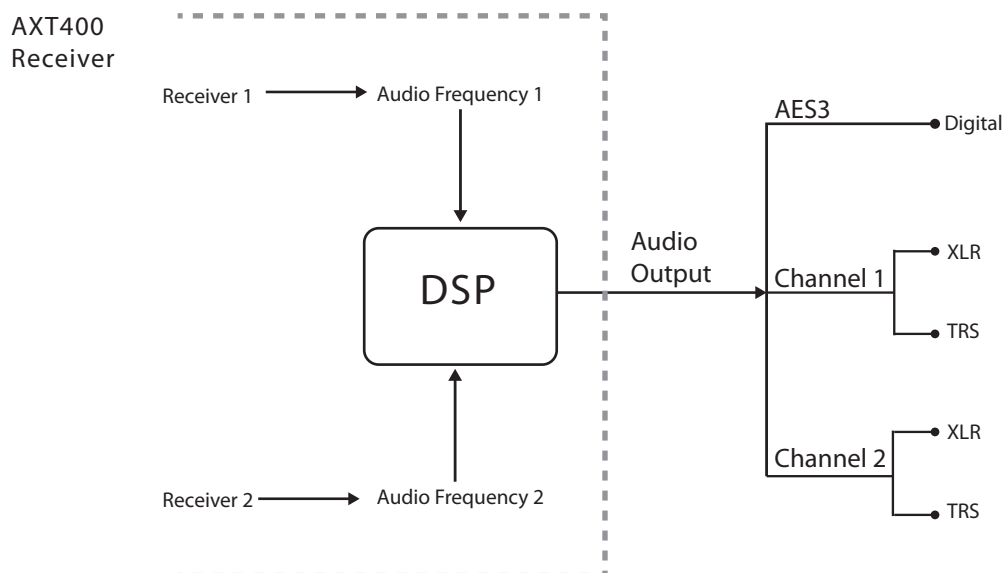 AXT400
Receiver
Receiver 1
Audio Frequency 1
AES3
Digital
DSP
Audio
Output
Channel 1
XLR
TRS
Channel 2
XLR
TRS
Receiver 2
Audio Frequency 2